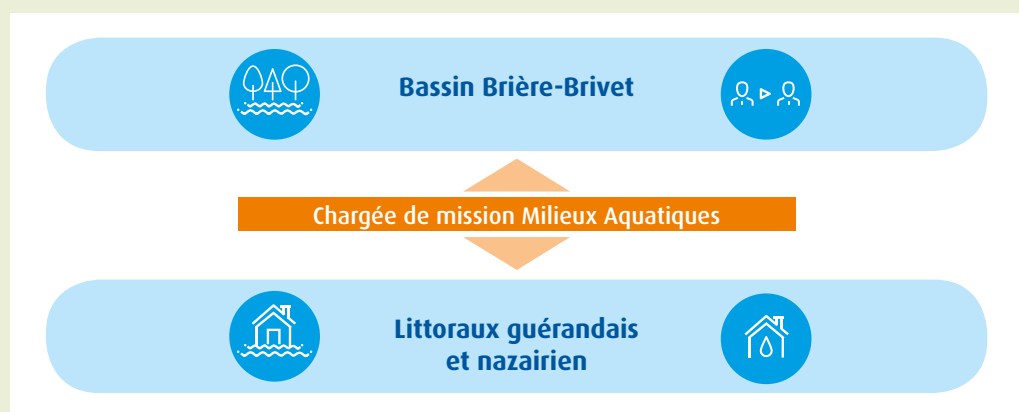 Bassin Brière-Brivet
Chargée de mission Milieux Aquatiques
Littoraux guérandais
et nazairien